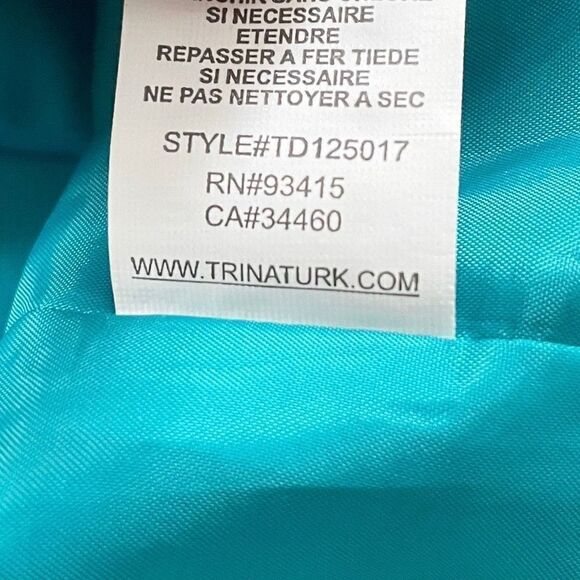 SI NECESSAIRE
ETENDRE
REPASSER A FER TIEDE
SI NECESSAIRE
NE PAS NETTOYER A SEC
STYLE#TD125017
RN#93415
CA#34460
WWW.TRINATURK.COM